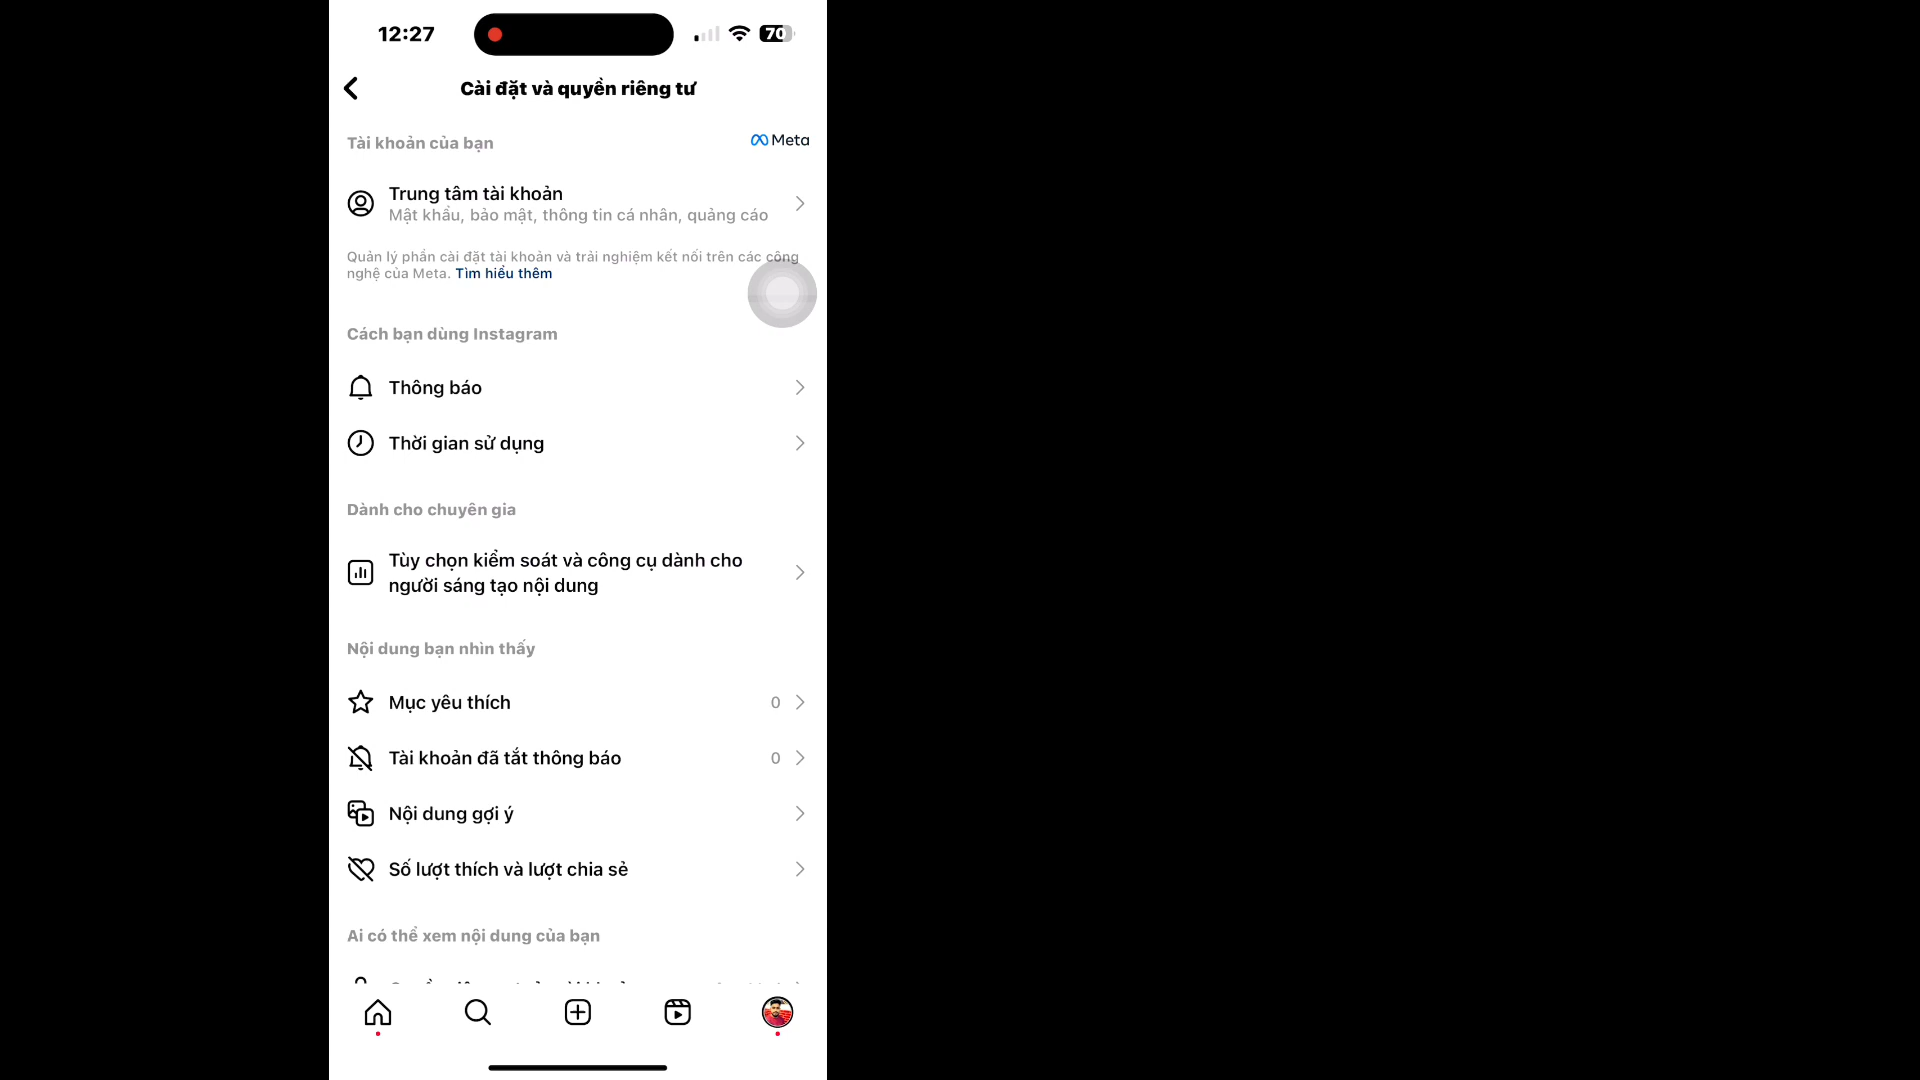 12:27
70
Cài đặt và quyền riêng tư
Tài khoản của bạn
Meta
Trung tâm tài khoản
Mật khẩu, bảo mật, thông tin cá nhân, quảng cáo
Quản lý phần cài đặt tài khoản và trải nghiệm kết nối trên các công
nghệ của Meta. Tìm hiểu thêm
Cách bạn dùng Instagram
Thông báo
Thời gian sử dụng
Dành cho chuyên gia
Tùy chọn kiểm soát và công cụ dành cho
người sáng tạo nội dung
Nội dung bạn nhìn thấy
Mục yêu thích
0
Tài khoản đã tắt thông báo
0
Nội dung gợi ý
Số lượt thích và lượt chia sẻ
Ai có thể xem nội dung của bạn